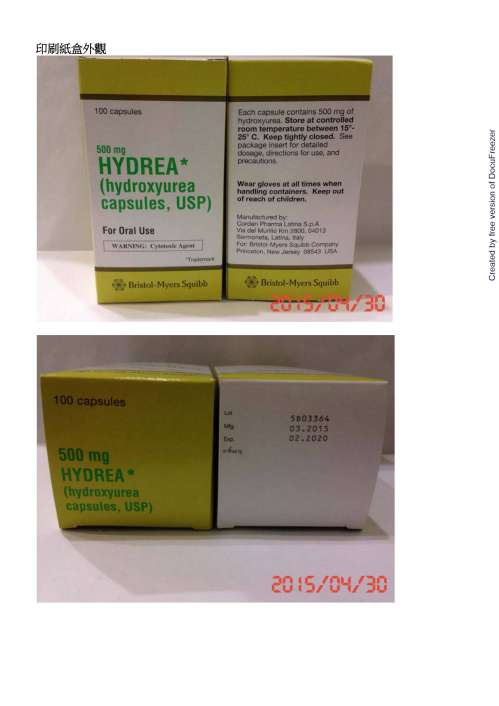 印刷紙盒外觀
100 capsules
500 mg
HYDREA*
(hydroxyurea
capsules, USP)
For Oral Use
WARNING: Cytotoxic Agent
*Trademark
Bristol-Myers Squibb
Each capsule contains 500 mg of
hydroxyurea. Store at controlled
room temperature between 15°-
25° C. Keep tightly closed. See
package insert for detailed
dosage, directions for use, and
precautions.
Wear gloves at all times when
handling containers. Keep out
of reach of children.
Manufactured by:
Corden Pharma Latina S.p.A.
Via del Murillo Km 2800, 04013
Sermoneta, Latina, Italy
For: Bristol-Myers Squibb Company
Princeton, New Jersey 08543 USA
Bristol-Myers Squibb
2015/04/30
100 capsules
500 mg
HYDREA*
(hydroxyurea
capsules, USP)
Lot
5B03364
Mfg.
03.2015
Exp.
02.2020
2015/04/30
Created by free version of DocuFreezer